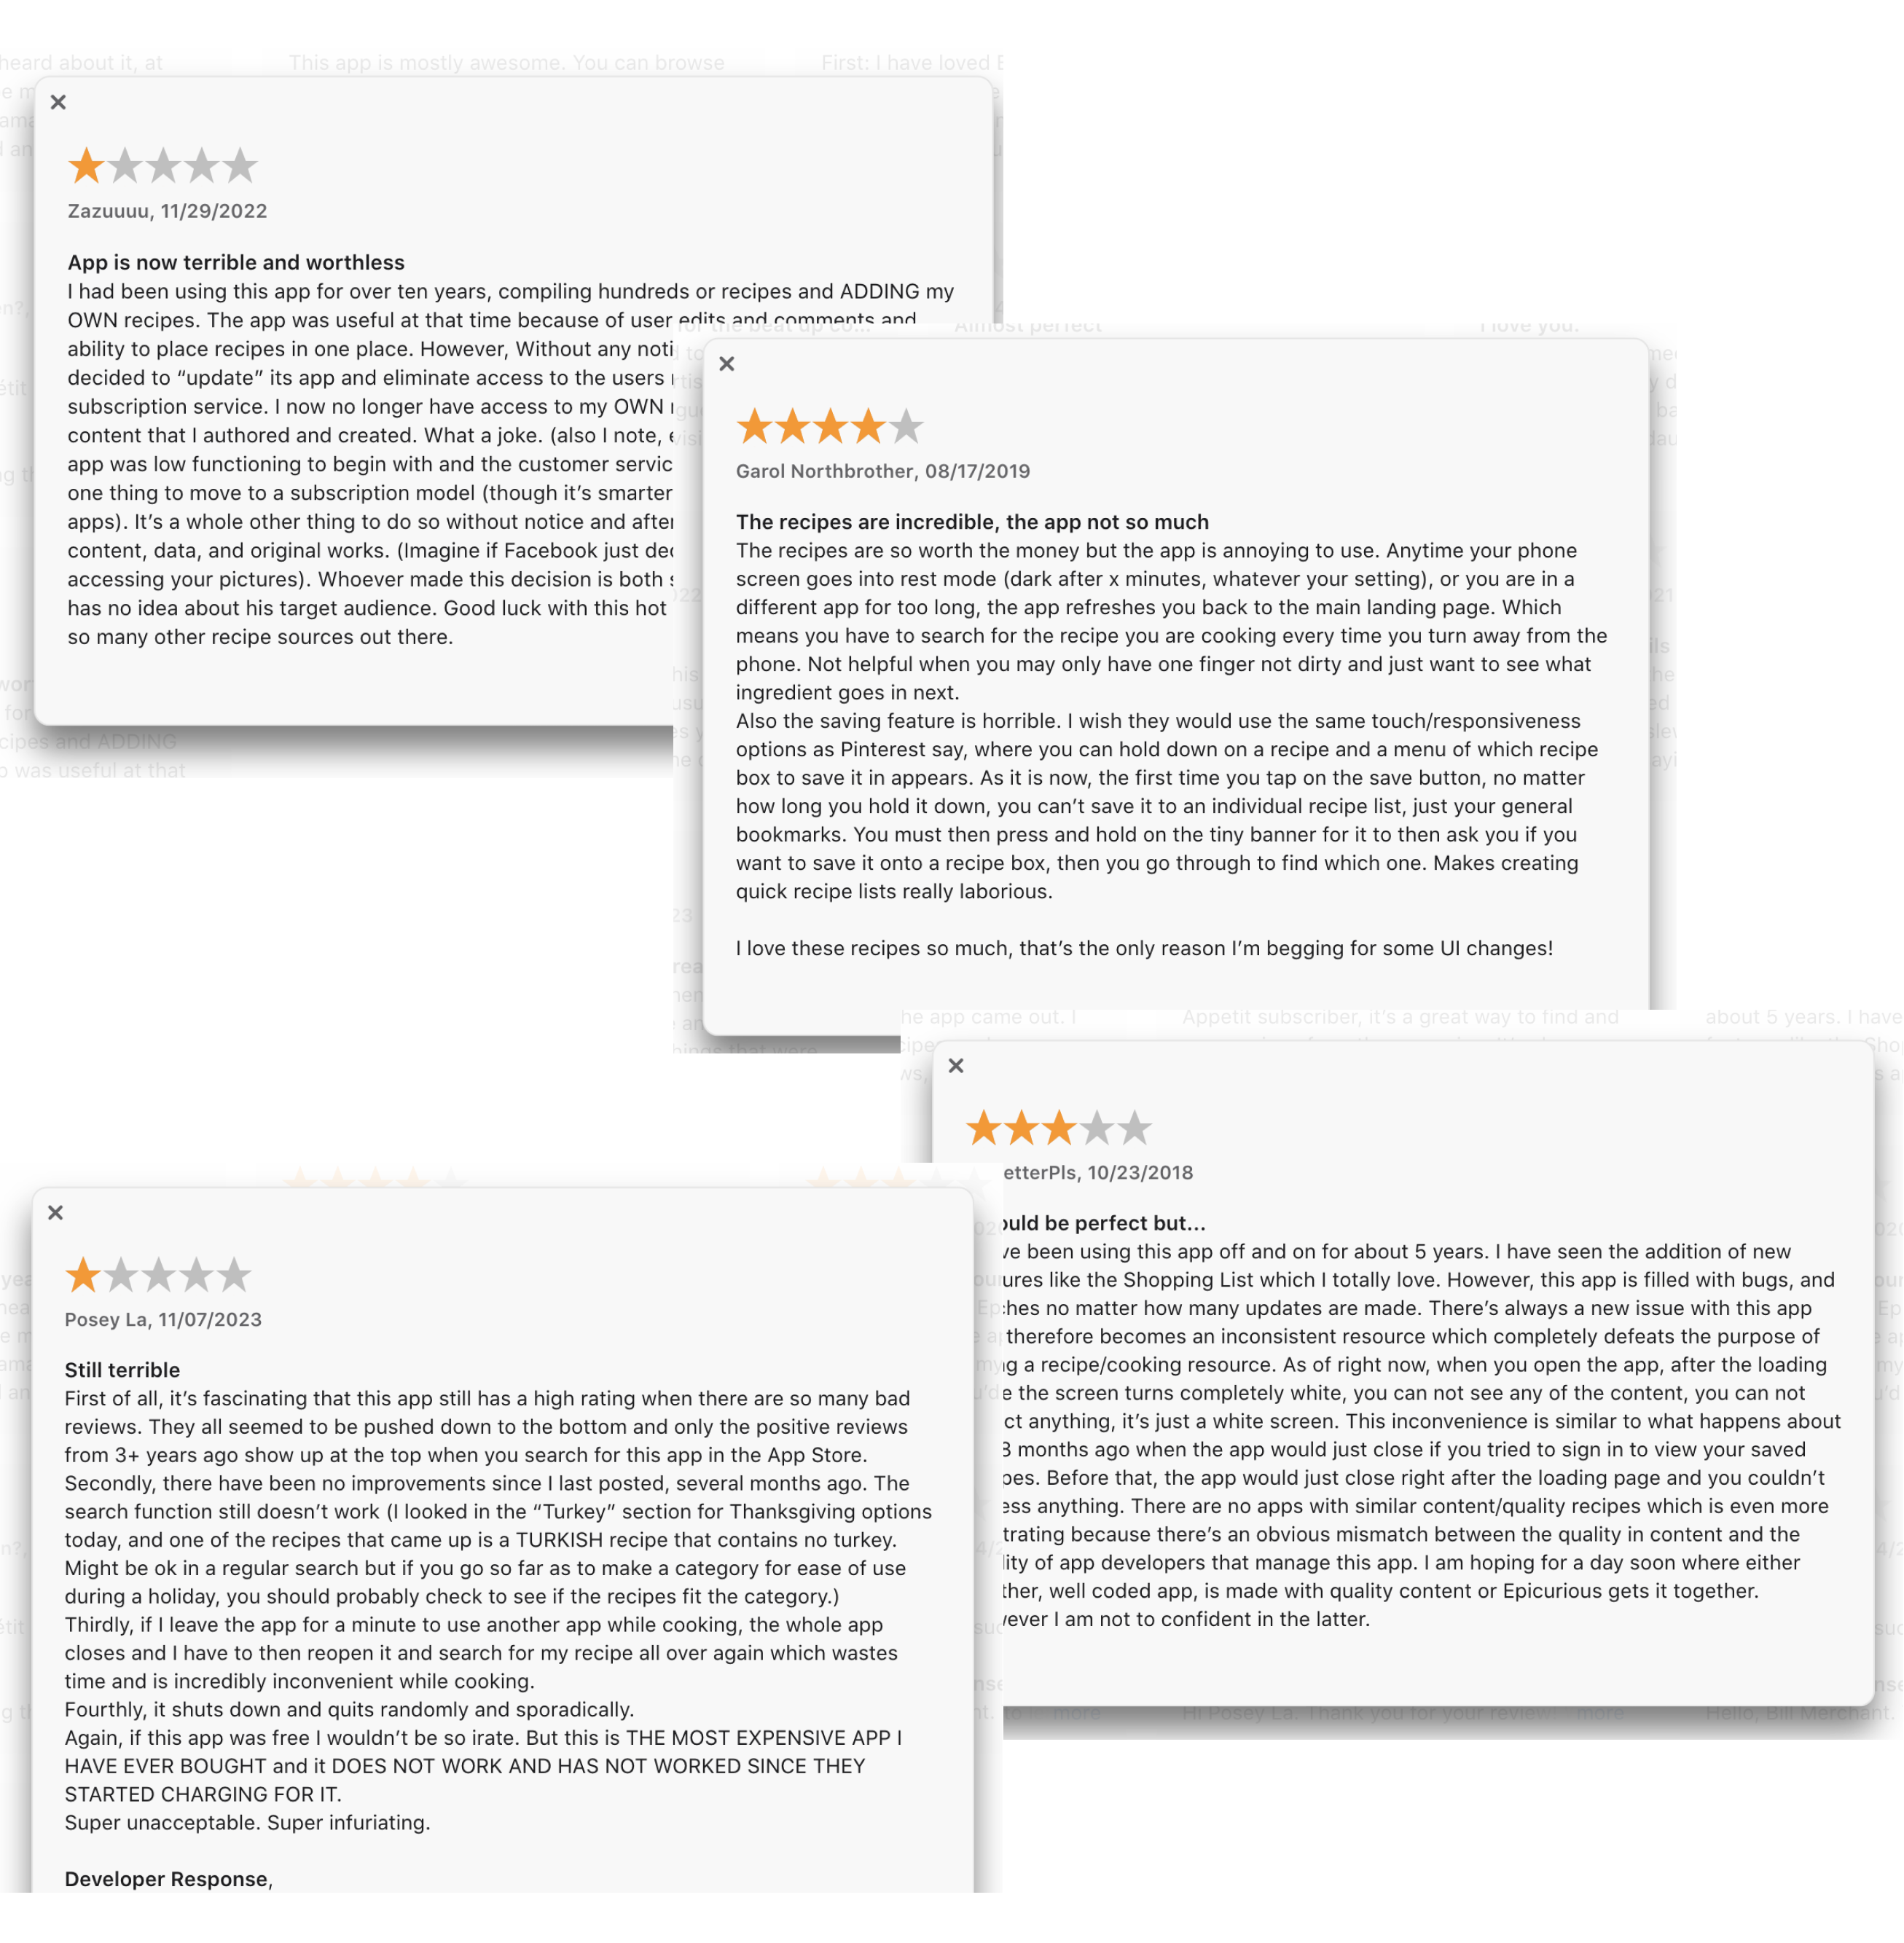 heard about it, at
This app is mostly awesome. You can browse
First: I have loved
Zazuuuu, 11/29/2022
App is now terrible and worthless
I had been using this app for over ten years, compiling hundreds or recipes and ADDING my
OWN recipes. The app was useful at that time because of user edits and comments and
ability to place recipes in one place. However, Without any
decided to “update” its app and eliminate access to the users
subscription service. I now no longer have access to my OWN
content that I authored and created. What a joke. (also I note,
app was low functioning to begin with and the customer
one thing to move to a subscription model (though it’s smarter
apps). It’s a whole other thing to do so without notice and after
content, data, and original works. (Imagine if Facebook just
accessing your pictures). Whoever made this decision is both
has no idea about his target audience. Good luck with this hot
so many other recipe sources out there.
cipes and ADDING
was useful at that
for the beat up co...
Almost perfect
I love you.
Garol Northbrother, 08/17/2019
The recipes are incredible, the app not so much
The recipes are so worth the money but the app is annoying to use. Anytime your phone
screen goes into rest mode (dark after x minutes, whatever your setting), or you are in a
different app for too long, the app refreshes you back to the main landing page. Which
means you have to search for the recipe you are cooking every time you turn away from the
phone. Not helpful when you may only have one finger not dirty and just want to see what
ingredient goes in next.
Also the saving feature is horrible. I wish they would use the same touch/responsiveness
options as Pinterest say, where you can hold down on a recipe and a menu of which recipe
box to save it in appears. As it is now, the first time you tap on the save button, no matter
how long you hold it down, you can’t save it to an individual recipe list, just your general
bookmarks. You must then press and hold on the tiny banner for it to then ask you if you
want to save it onto a recipe box, then you go through to find which one. Makes creating
quick recipe lists really laborious.
I love these recipes so much, that’s the only reason I’m begging for some UI changes!
hings that were
he app came out. I
Appetit subscriber, it’s a great way to find and
about 5 years. I have
etterPls, 10/23/2018
ould be perfect but...
ve been using this app off and on for about 5 years. I have seen the addition of new
ures like the Shopping List which I totally love. However, this app is filled with bugs, and
ches no matter how many updates are made. There’s always a new issue with this app
therefore becomes an inconsistent resource which completely defeats the purpose of
g a recipe/cooking resource. As of right now, when you open the app, after the loading
e the screen turns completely white, you can not see any of the content, you can not
ct anything, it’s just a white screen. This inconvenience is similar to what happens about
3 months ago when the app would just close if you tried to sign in to view your saved
pes. Before that, the app would just close right after the loading page and you couldn’t
ess anything. There are no apps with similar content/quality recipes which is even more
trating because there’s an obvious mismatch between the quality in content and the
lity of app developers that manage this app. I am hoping for a day soon where either
ther, well coded app, is made with quality content or Epicurious gets it together.
wever I am not to confident in the latter.
more
Hi Posey La. Thank you for your review!
more
Hello, Bill Merchant.
Posey La, 11/07/2023
Still terrible
First of all, it’s fascinating that this app still has a high rating when there are so many bad
reviews. They all seemed to be pushed down to the bottom and only the positive reviews
from 3+ years ago show up at the top when you search for this app in the App Store.
Secondly, there have been no improvements since I last posted, several months ago. The
search function still doesn’t work (I looked in the “Turkey” section for Thanksgiving options
today, and one of the recipes that came up is a TURKISH recipe that contains no turkey.
Might be ok in a regular search but if you go so far as to make a category for ease of use
during a holiday, you should probably check to see if the recipes fit the category.)
Thirdly, if I leave the app for a minute to use another app while cooking, the whole app
closes and I have to then reopen it and search for my recipe all over again which wastes
time and is incredibly inconvenient while cooking.
Fourthly, it shuts down and quits randomly and sporadically.
Again, if this app was free I wouldn’t be so irate. But this is THE MOST EXPENSIVE APP I
HAVE EVER BOUGHT and it DOES NOT WORK AND HAS NOT WORKED SINCE THEY
STARTED CHARGING FOR IT.
Super unacceptable. Super infuriating.
Developer Response,